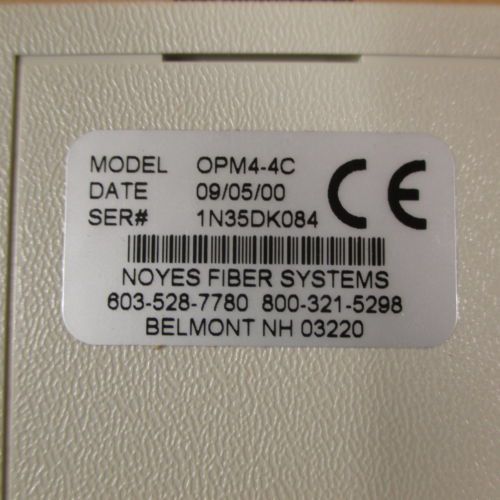 MODEL OPM4-4C
DATE 09/05/00
SER# 1N35DK084
CE
NOYES FIBER SYSTEMS
603-528-7780 800-321-5298
BELMONT NH 03220